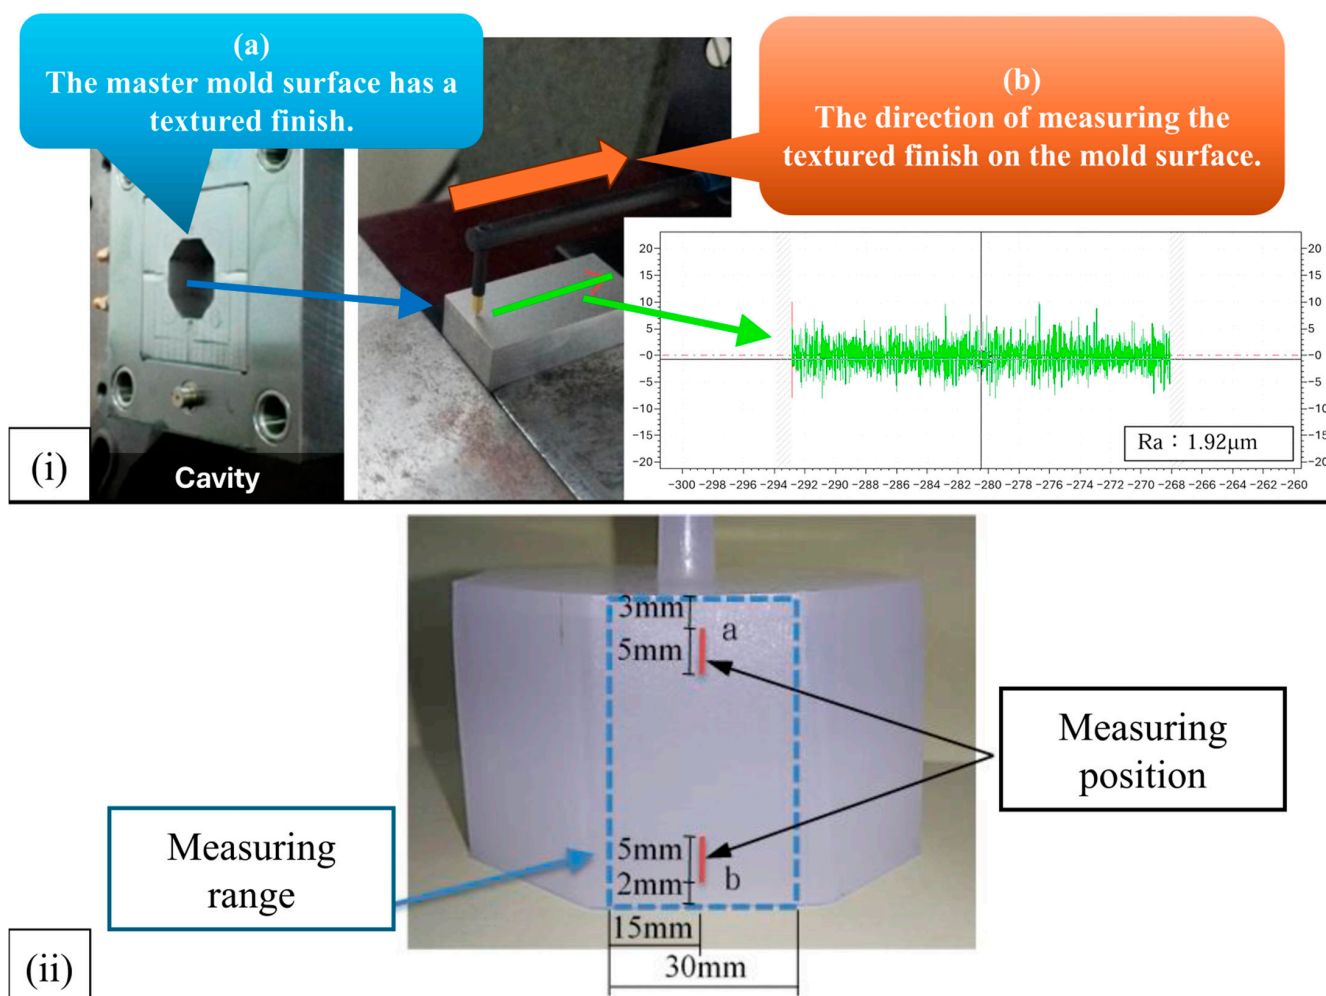 (a)
The master mold surface has a
textured finish.
(b)
The direction of measuring the
textured finish on the mold surface.
Cavity
(i)
20
15
10
5
−0
−5
−10
−15
−20
20
15
10
5
−0
−5
−10
−15
−20
Ra：1.92μm
−300 −298 −296 −294 −292 −290 −288 −286 −284 −282 −280 −278 −276 −274 −272 −270 −268 −266 −264 −262 −260
3mm
a
5mm
Measuring
position
Measuring
range
5mm
b
2mm
15mm
30mm
(ii)